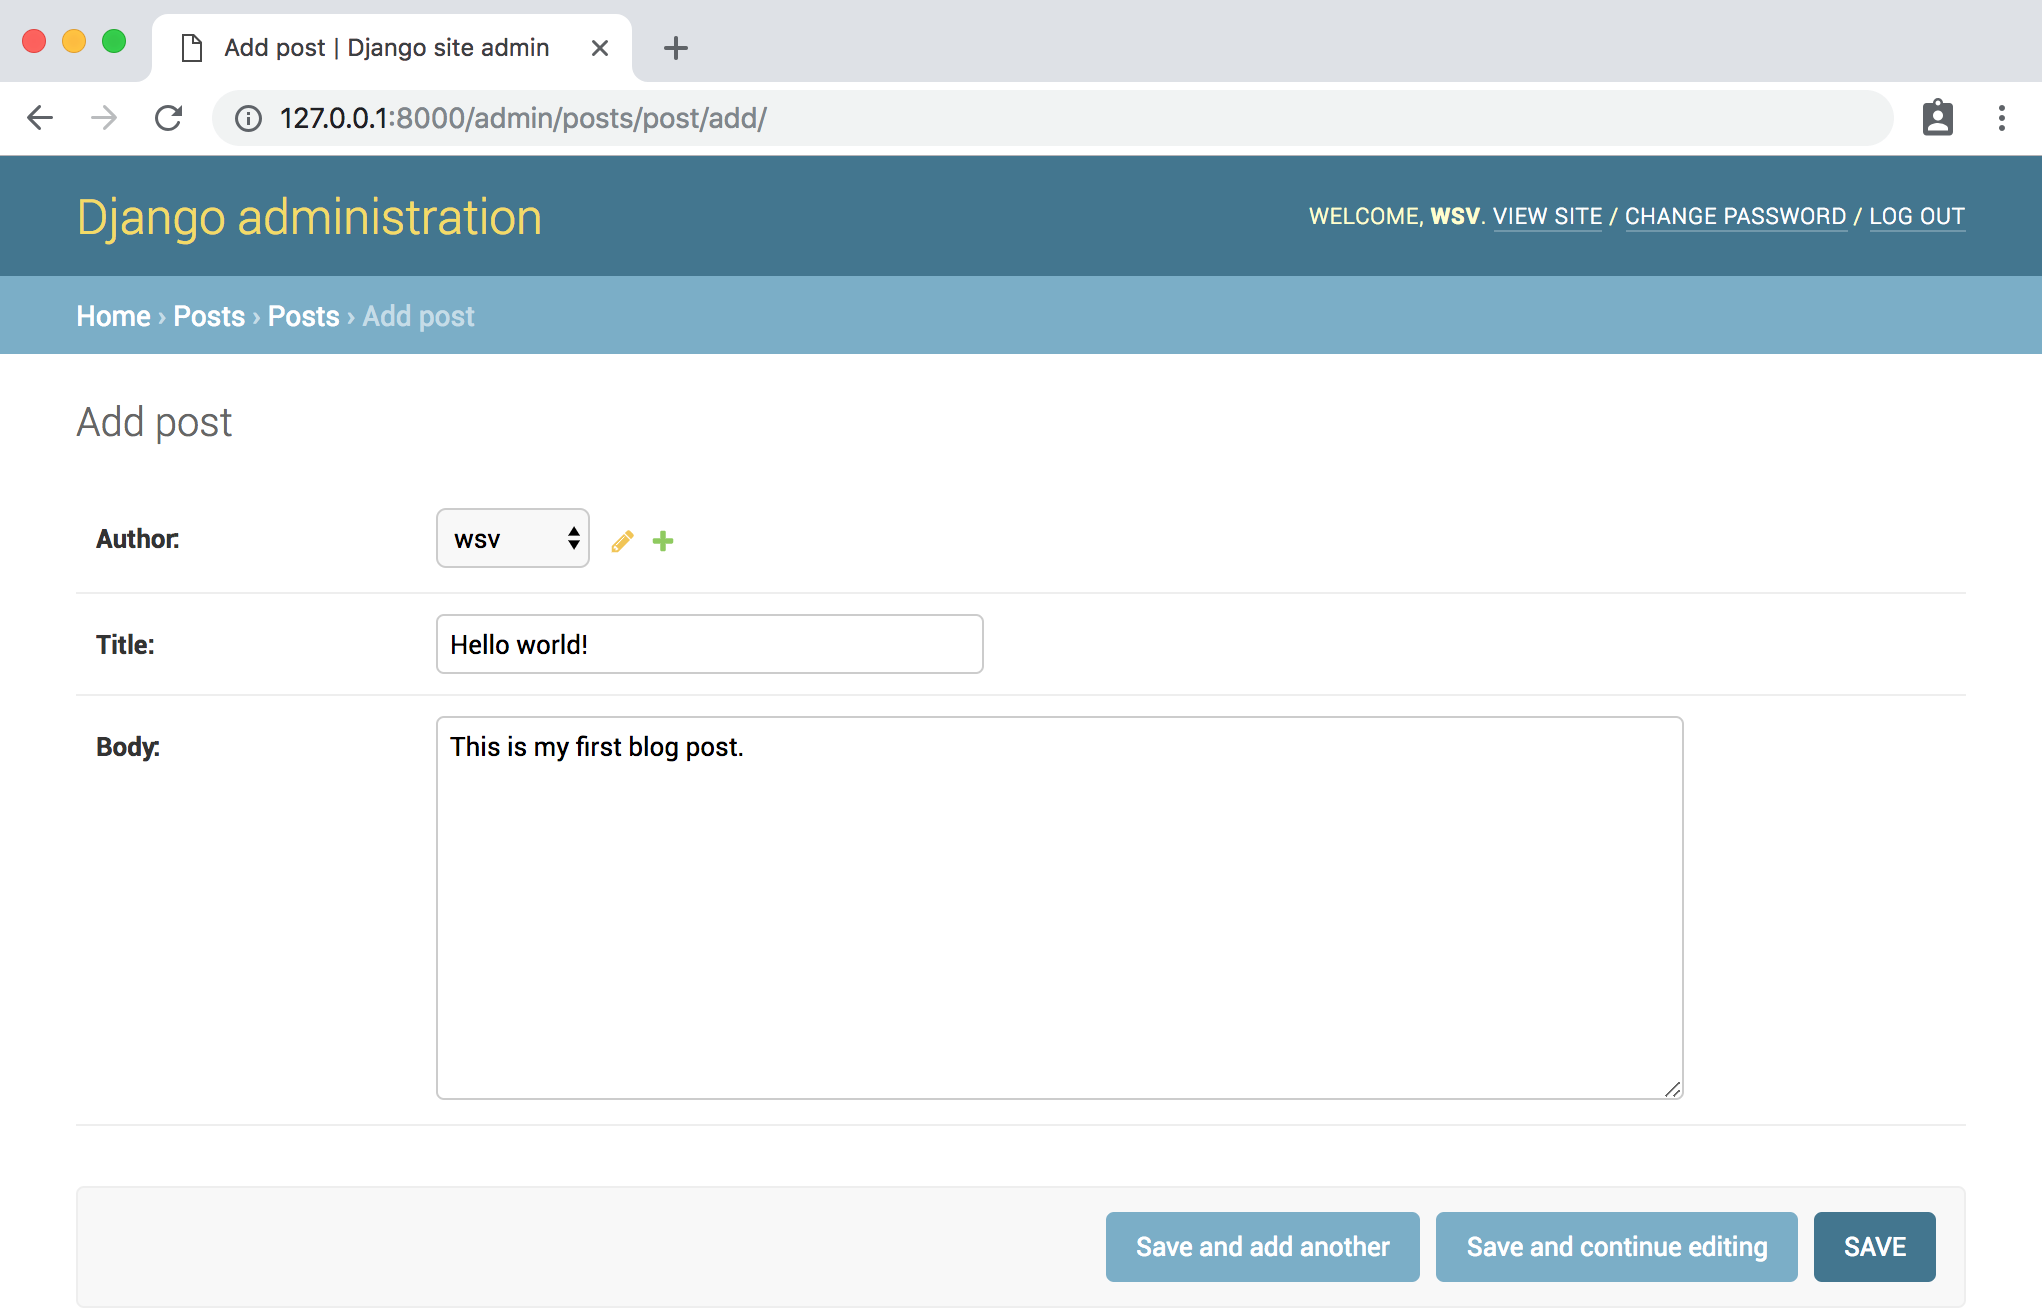 Add post | Django site admin
127.0.0.1:8000/admin/posts/post/add/
Django administration
WELCOME, WSV. VIEW SITE / CHANGE PASSWORD / LOG OUT
Home › Posts › Posts › Add post
Add post
Author:
wsv
Title:
Hello world!
Body:
This is my first blog post.
Save and add another
Save and continue editing
SAVE